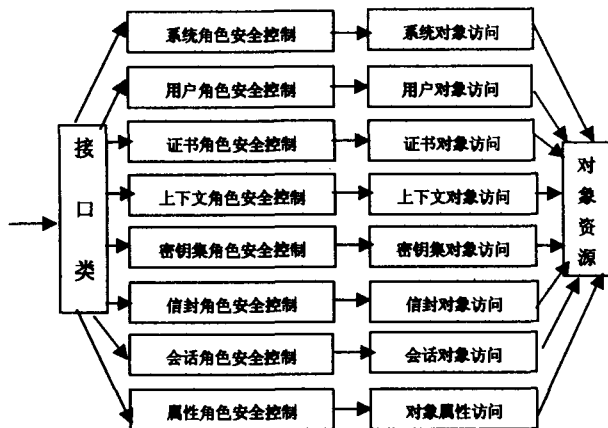 系统角色安全控制
系统对象访问
用户角色安全控制
用户对象访问
证书角色安全控制
证书对象访问
接口类
上下文角色安全控制
上下文对象访问
对象资源
密钥集角色安全控制
密钥集对象访问
信封角色安全控制
信封对象访问
会话角色安全控制
会话对象访问
属性角色安全控制
对象属性访问